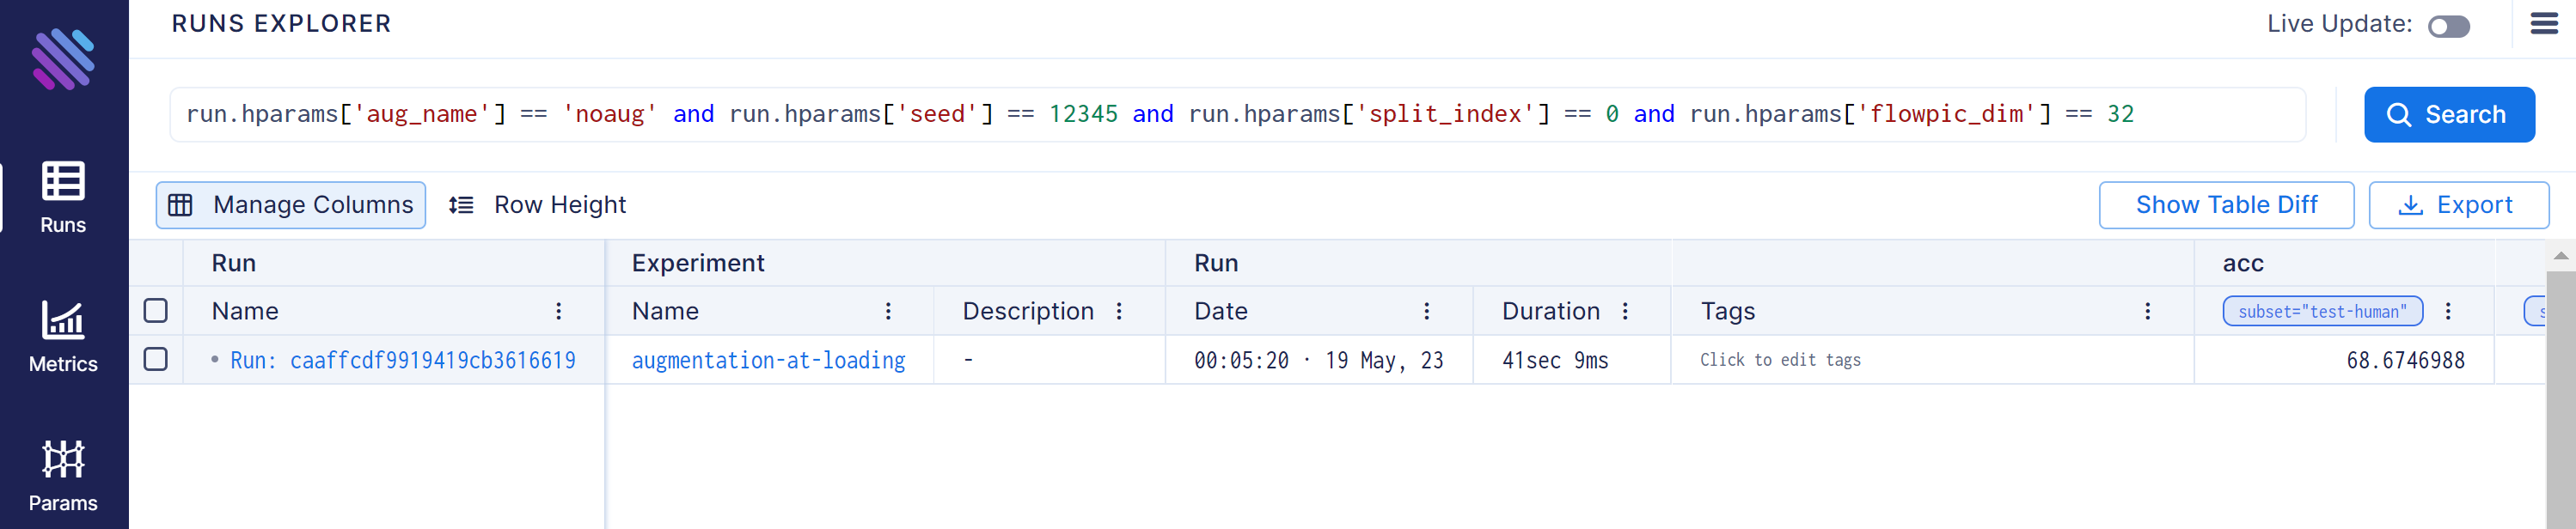 RUNS EXPLORER
Live Update:
run.hparams['aug_name'] == 'noaug' and run.hparams['seed'] == 12345 and run.hparams['split_index'] == 0 and run.hparams['flowpic_dim'] == 32
Search
Runs
Metrics
Params
Manage Columns Row Height
Show Table Diff Export
Run Experiment Run acc
Name Name Description Date Duration Tags subset="test-human"
Run: caaffcdf9919419cb3616619 augmentation-at-loading - 00:05:20 · 19 May, 23 41sec 9ms Click to edit tags 68.6746988